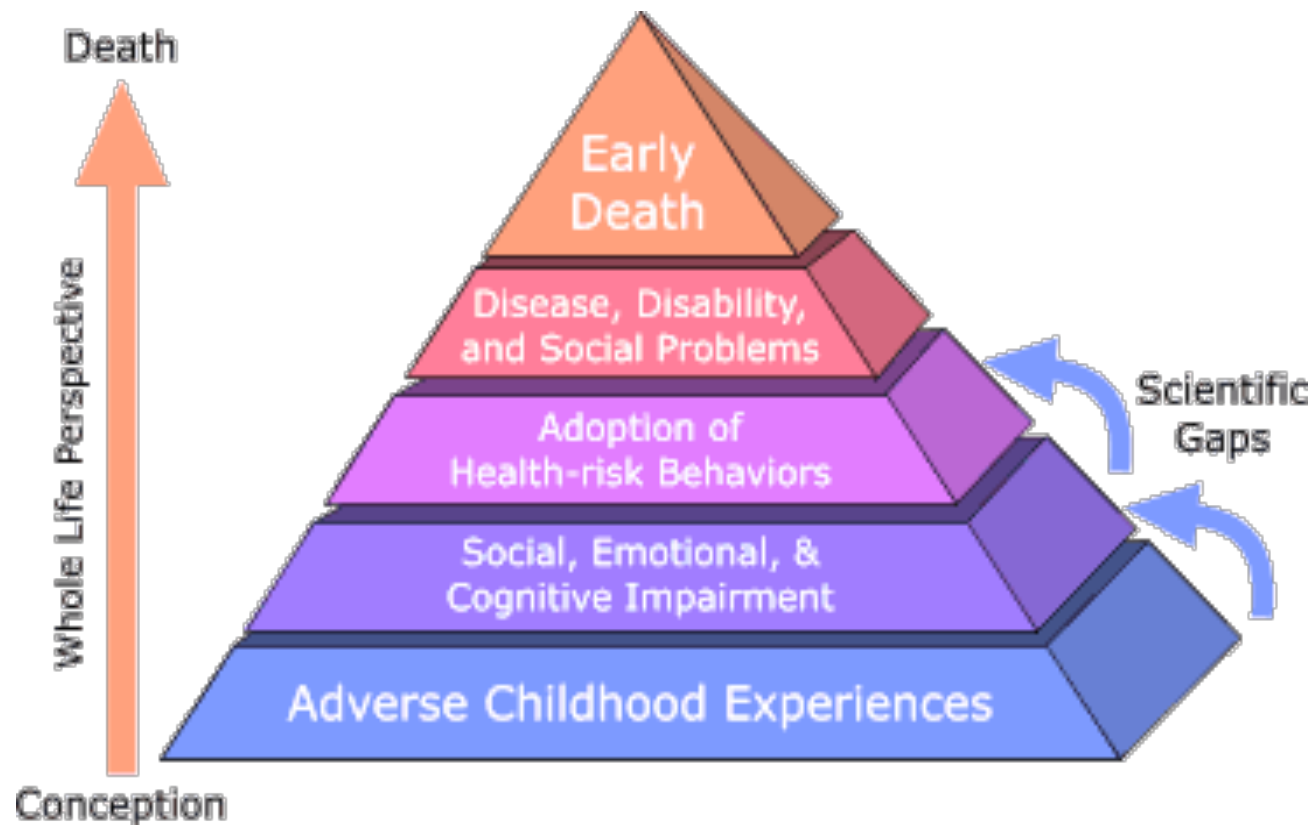 Death
Whole Life Perspective
Conception
Early
Death
Disease, Disability,
and Social Problems
Adoption of
Health-risk Behaviors
Social, Emotional, &
Cognitive Impairment
Adverse Childhood Experiences
Scientific
Gaps